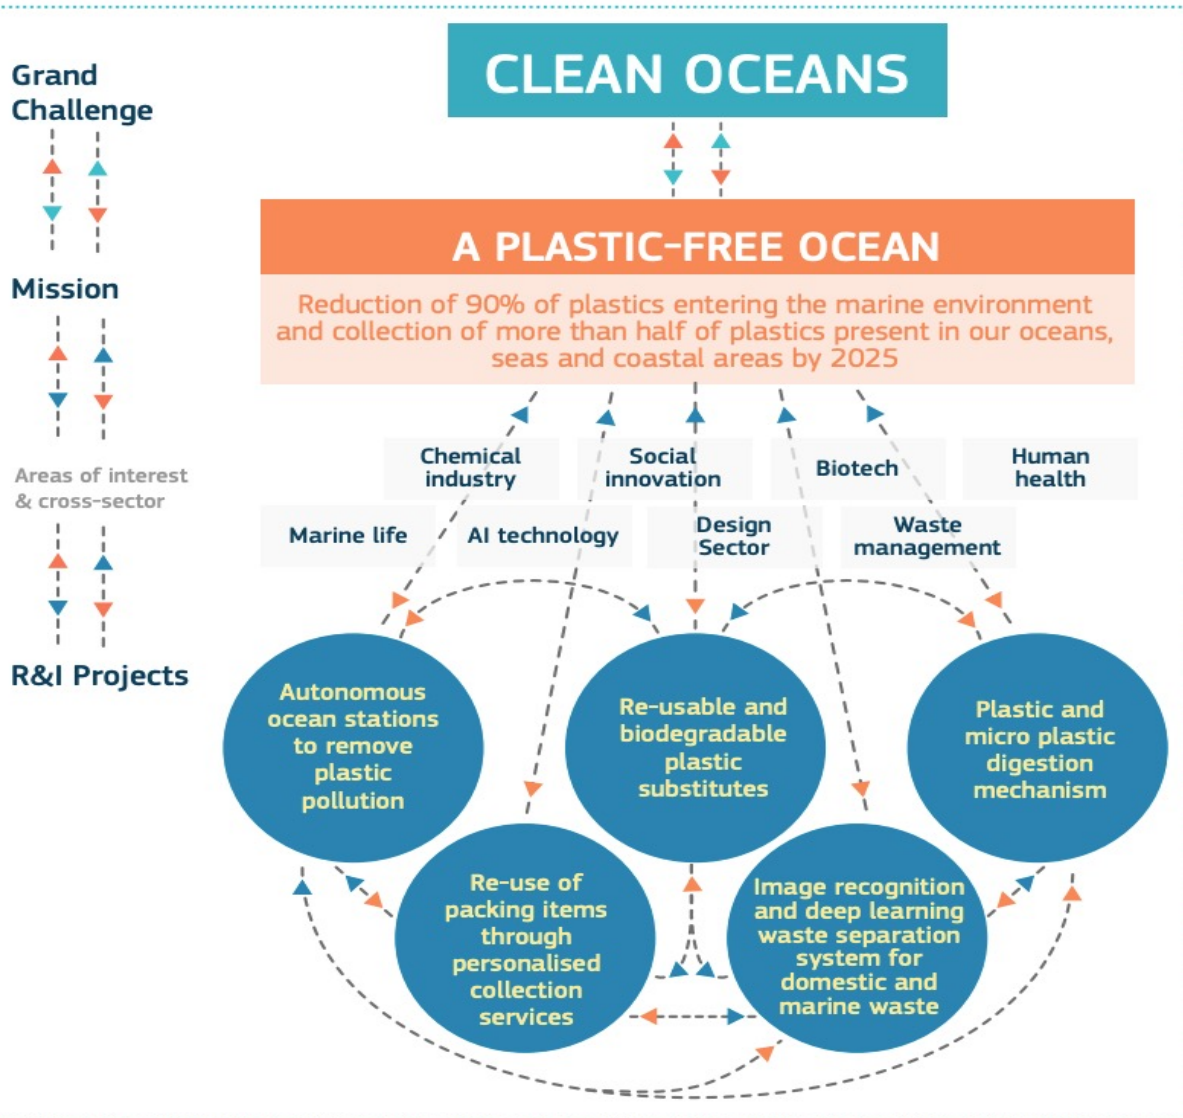 CLEAN OCEANS
Grand
Challenge
A PLASTIC-FREE OCEAN
Mission
Reduction of 90% of plastics entering the marine environment
and collection of more than half of plastics present in our oceans,
seas and coastal areas by 2025
Areas of interest
& cross-sector
Chemical
industry
Social
innovation
Biotech
Human
health
Marine life
AI technology
Design
Sector
Waste
management
R&I Projects
Autonomous
ocean stations
to remove
plastic
pollution
Re-usable and
biodegradable
plastic
substitutes
Plastic and
micro plastic
digestion
mechanism
Re-use of
packing items
through
personalised
collection
services
Image recognition
and deep learning
waste separation
system for
domestic and
marine waste